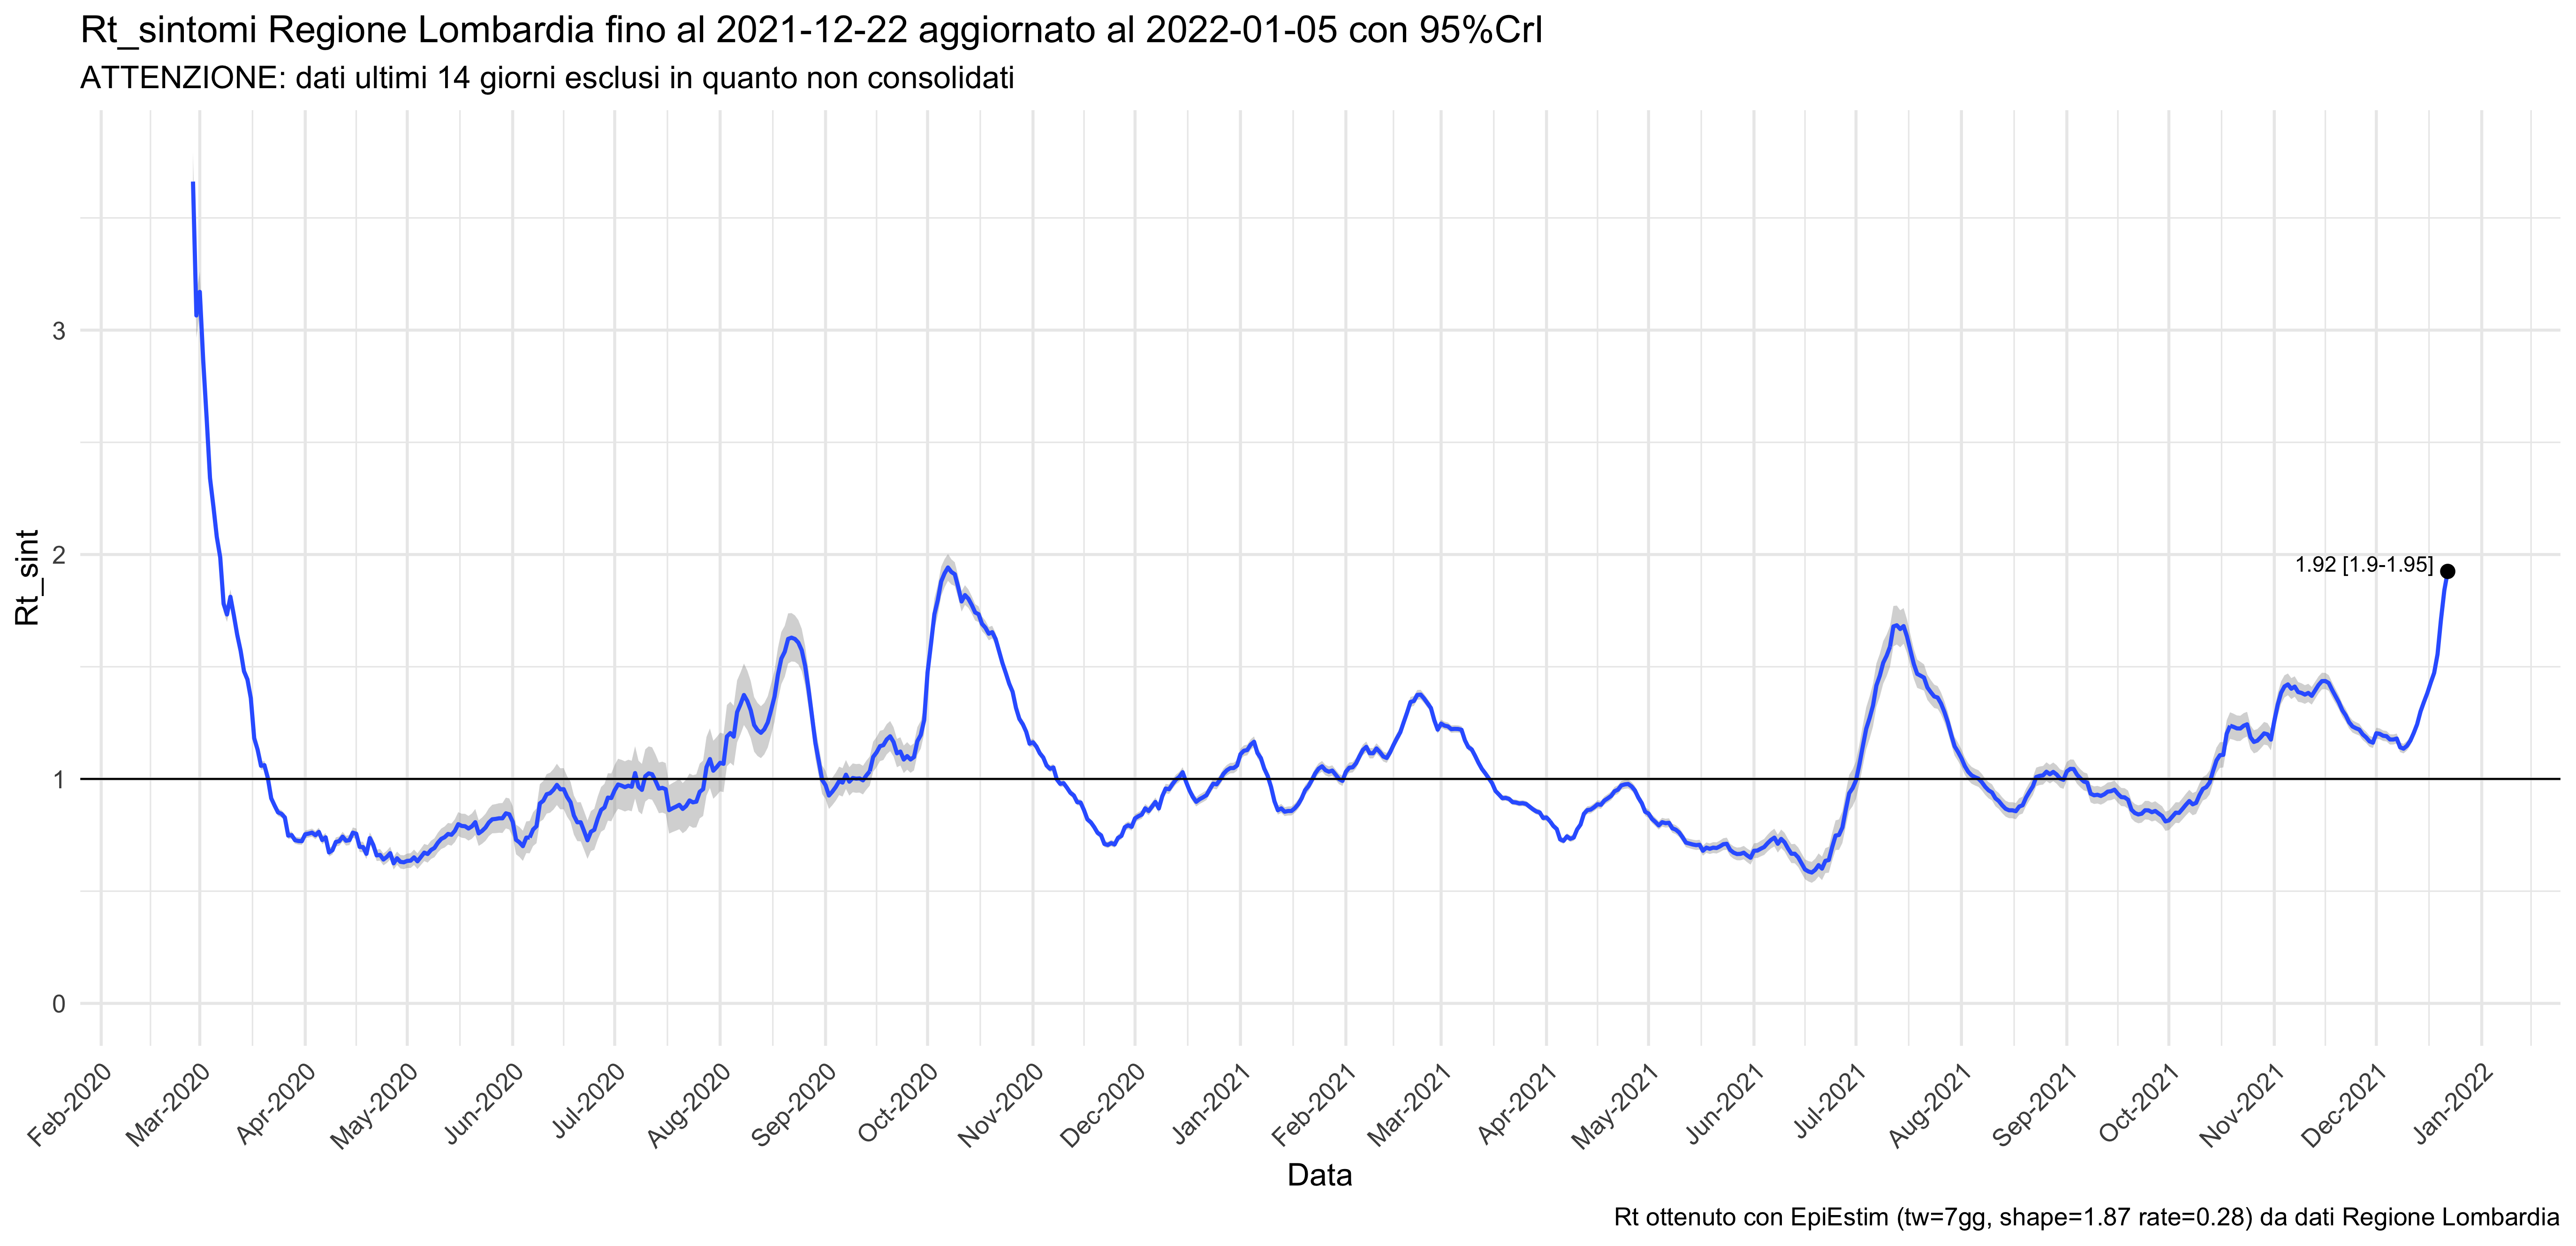 Rt_sintomi Regione Lombardia fino al 2021-12-22 aggiornato al 2022-01-05 con 95%CrI
ATTENZIONE: dati ultimi 14 giorni esclusi in quanto non consolidati
Rt_sint
3
2
1
0
1.92 [1.9-1.95]
Feb-2020
Mar-2020
Apr-2020
May-2020
Jun-2020
Jul-2020
Aug-2020
Sep-2020
Oct-2020
Nov-2020
Dec-2020
Jan-2021
Feb-2021
Mar-2021
Apr-2021
May-2021
Jun-2021
Jul-2021
Aug-2021
Sep-2021
Oct-2021
Nov-2021
Dec-2021
Jan-2022
Data
Rt ottenuto con EpiEstim (tw=7gg, shape=1.87 rate=0.28) da dati Regione Lombardia